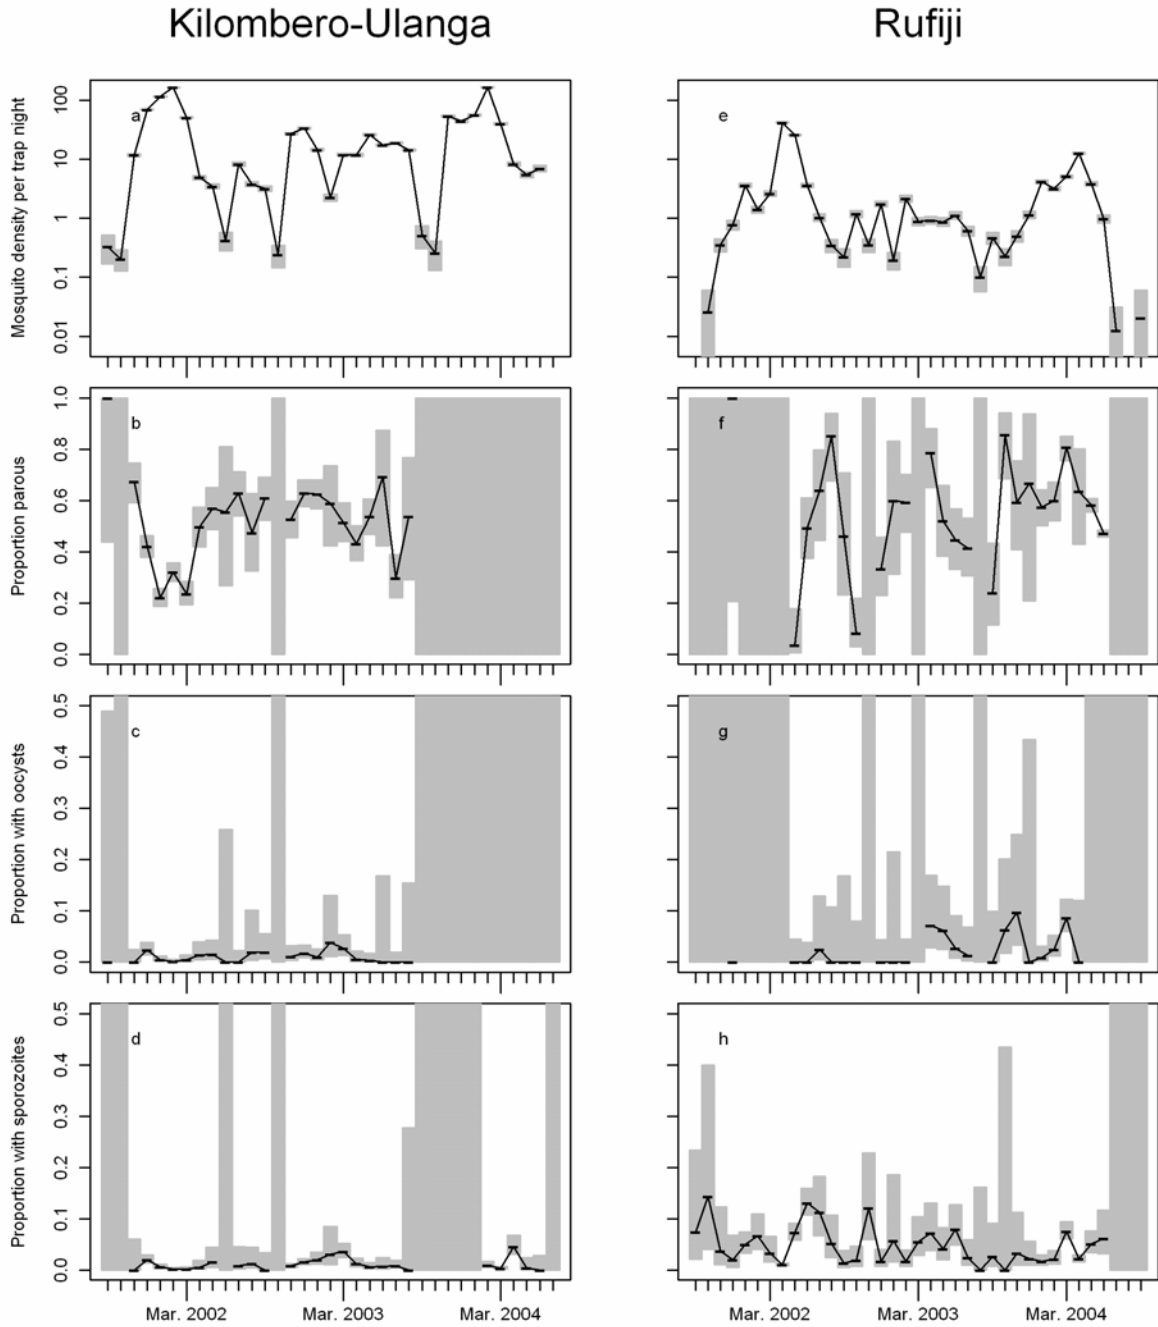 Kilombero-Ulanga
Rufiji
Mosquito density per trap night
100
10
1
0.1
0.01
a
e
Proportion parous
1.0
0.8
0.6
0.4
0.2
0.0
b
f
Proportion with oocysts
0.5
0.4
0.3
0.2
0.1
0.0
c
g
Proportion with sporozoites
0.5
0.4
0.3
0.2
0.1
0.0
d
h
Mar. 2002
Mar. 2003
Mar. 2004
Mar. 2002
Mar. 2003
Mar. 2004